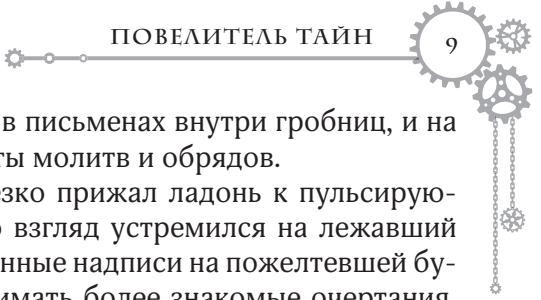 ПОВЕЛИТЕЛЬ ТАЙН
9
в письменах внутри гробниц, и на
ты молитв и обрядов.
езко прижал ладонь к пульсирую-
взгляд устремился на лежавший
нные надписи на пожелтевшей бу-
имать более знакомые очертания